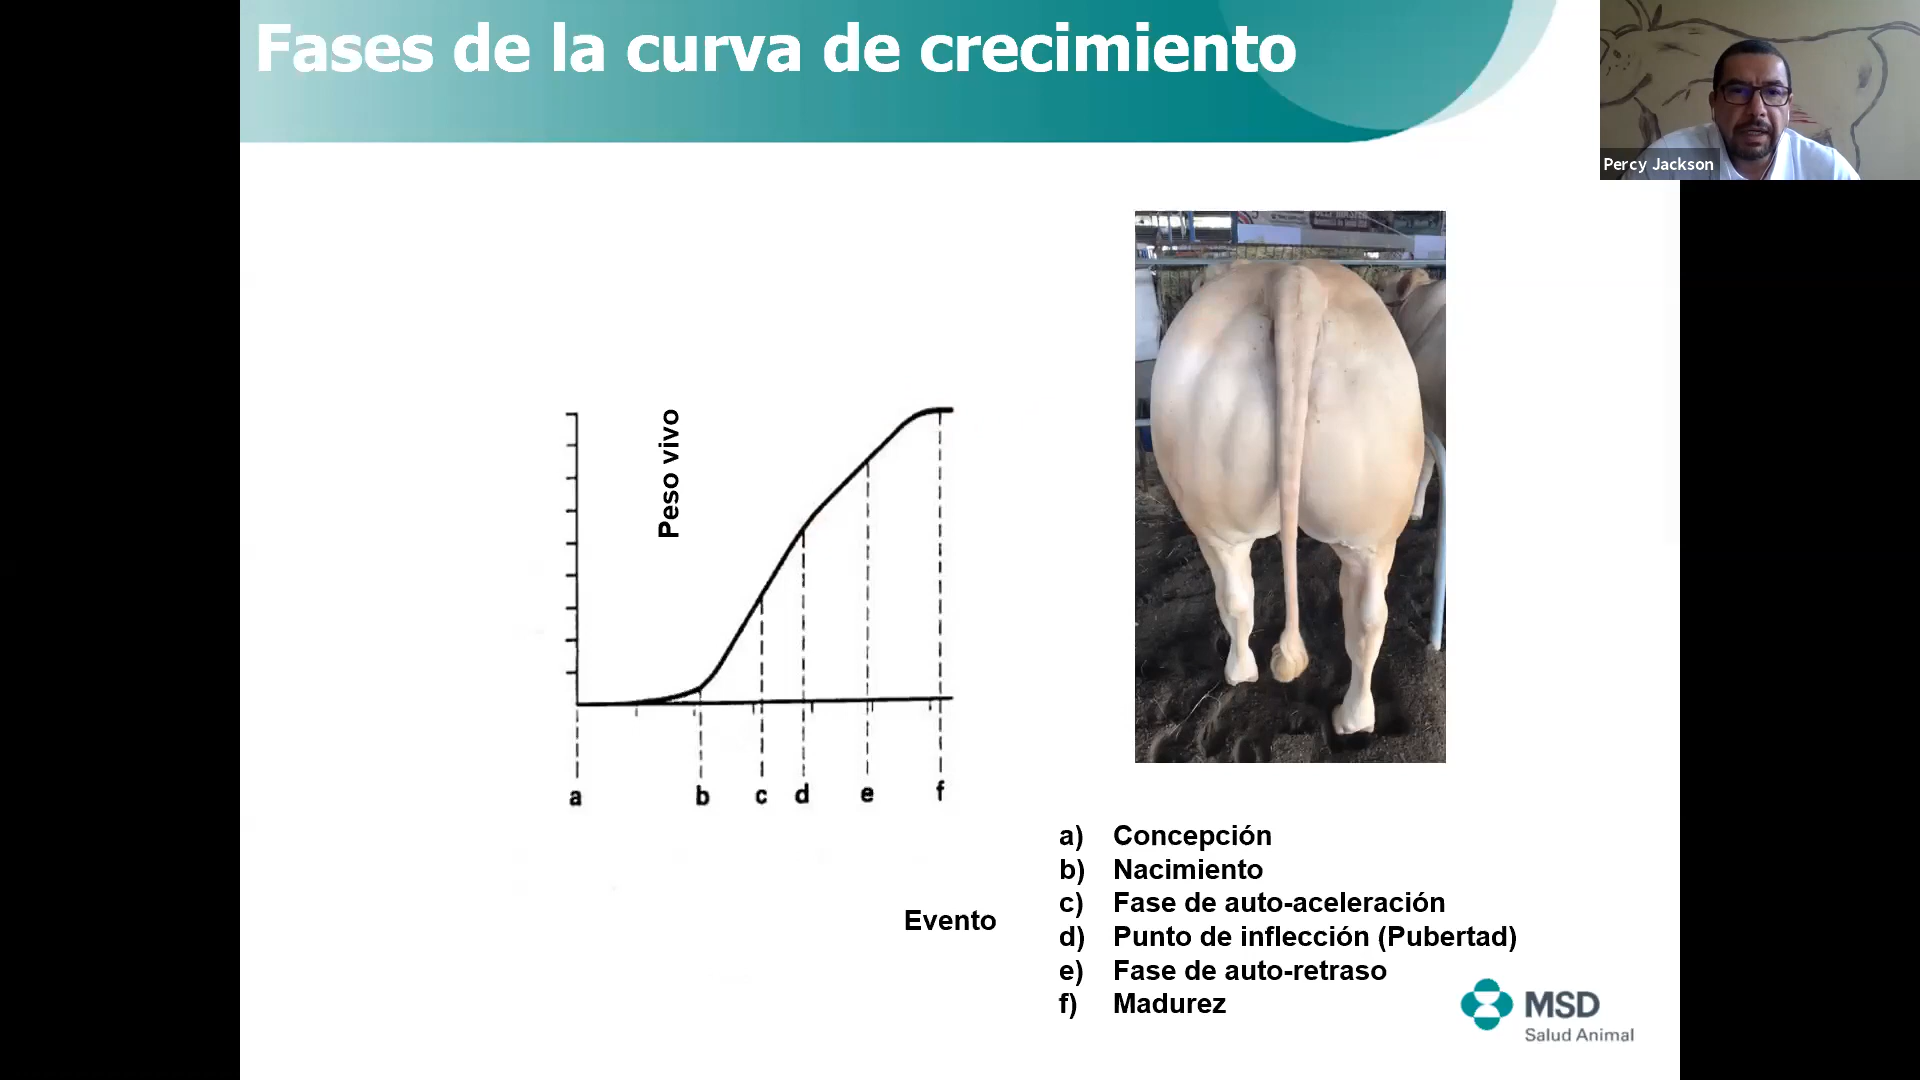 Fases de la curva de crecimiento
Percy Jackson
Peso vivo
a b c d e f
Evento
a) Concepción
b) Nacimiento
c) Fase de auto-aceleración
d) Punto de inflección (Pubertad)
e) Fase de auto-retraso
f) Madurez
MSD
Salud Animal